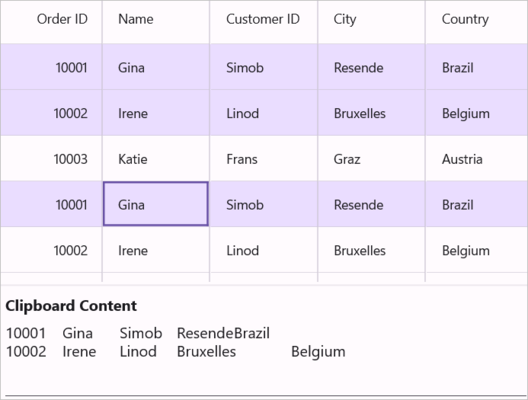 Order ID Name Customer ID City Country
10001 Gina Simob Resende Brazil
10002 Irene Linod Bruxelles Belgium
10003 Katie Frans Graz Austria
10001 Gina Simob Resende Brazil
10002 Irene Linod Bruxelles Belgium
Clipboard Content
10001 Gina Simob ResendeBrazil
10002 Irene Linod Bruxelles Belgium